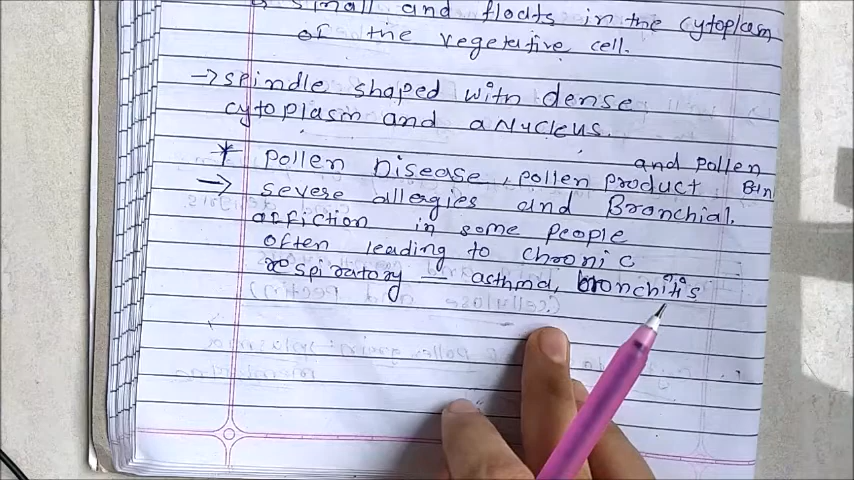 is small and floats in the cytoplasm
of the vegetative cell.
→ spindle shaped with dense
cytoplasm and a Nucleus.
* pollen Disease, pollen product and pollen Ban
→ severe allergies and Bronchial.
affiction in some people
often leading to chronic
respiratory — asthma, bronchitis